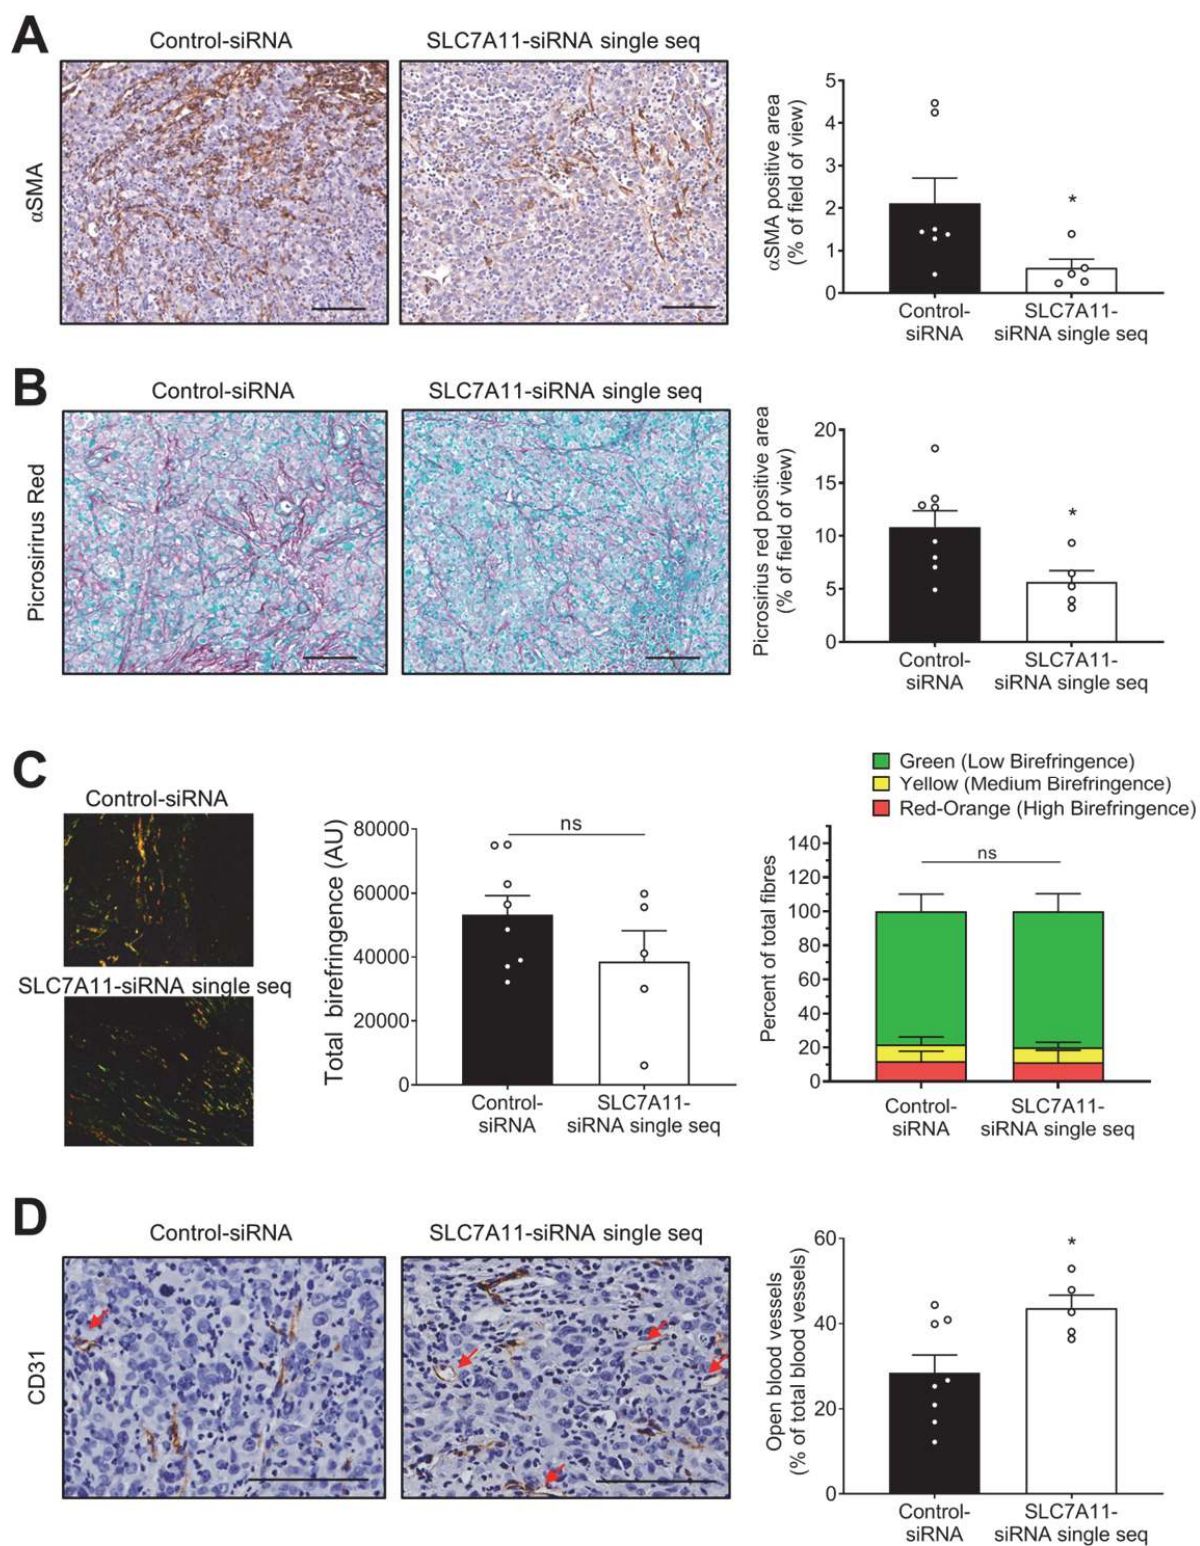 A
Control-siRNA
SLC7A11-siRNA single seq
αSMA
αSMA positive area
(% of field of view)
5
4
3
2
1
0
*
Control-
siRNA
SLC7A11-
siRNA single seq
B
Control-siRNA
SLC7A11-siRNA single seq
Picrosirirus Red
Picrosirius red positive area
(% of field of view)
20
15
10
5
0
*
Control-
siRNA
SLC7A11-
siRNA single seq
C
Control-siRNA
SLC7A11-siRNA single seq
Total birefringence (AU)
80000
60000
40000
20000
0
ns
Control-
siRNA
SLC7A11-
siRNA single seq
Green (Low Birefringence)
Yellow (Medium Birefringence)
Red-Orange (High Birefringence)
Percent of total fibres
140
120
100
80
60
40
20
0
ns
Control-
siRNA
SLC7A11-
siRNA single seq
D
Control-siRNA
SLC7A11-siRNA single seq
CD31
Open blood vessels
(% of total blood vessels)
60
40
20
0
*
Control-
siRNA
SLC7A11-
siRNA single seq